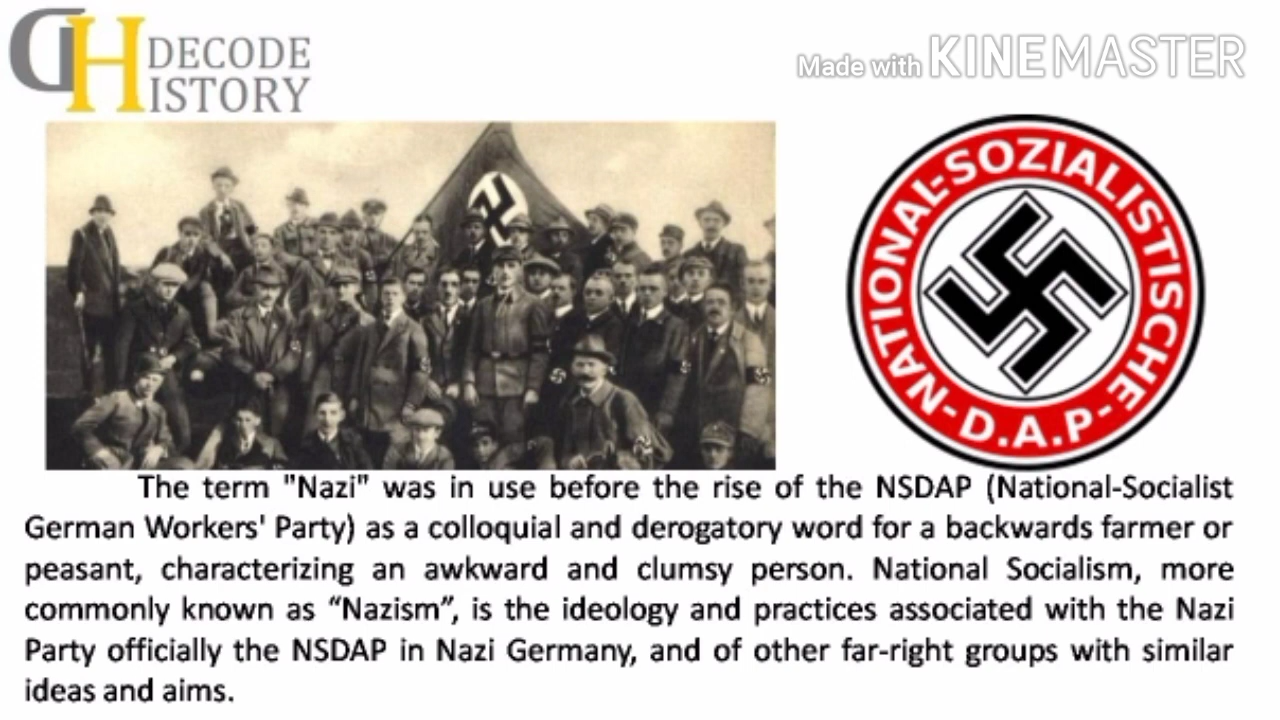 DECODE
HISTORY
Made with KINEMASTER
NATIONAL-SOZIALISTISCHE
-D.A.P-
The term "Nazi" was in use before the rise of the NSDAP (National-Socialist
German Workers' Party) as a colloquial and derogatory word for a backwards farmer or
peasant, characterizing an awkward and clumsy person. National Socialism, more
commonly known as “Nazism”, is the ideology and practices associated with the Nazi
Party officially the NSDAP in Nazi Germany, and of other far-right groups with similar
ideas and aims.